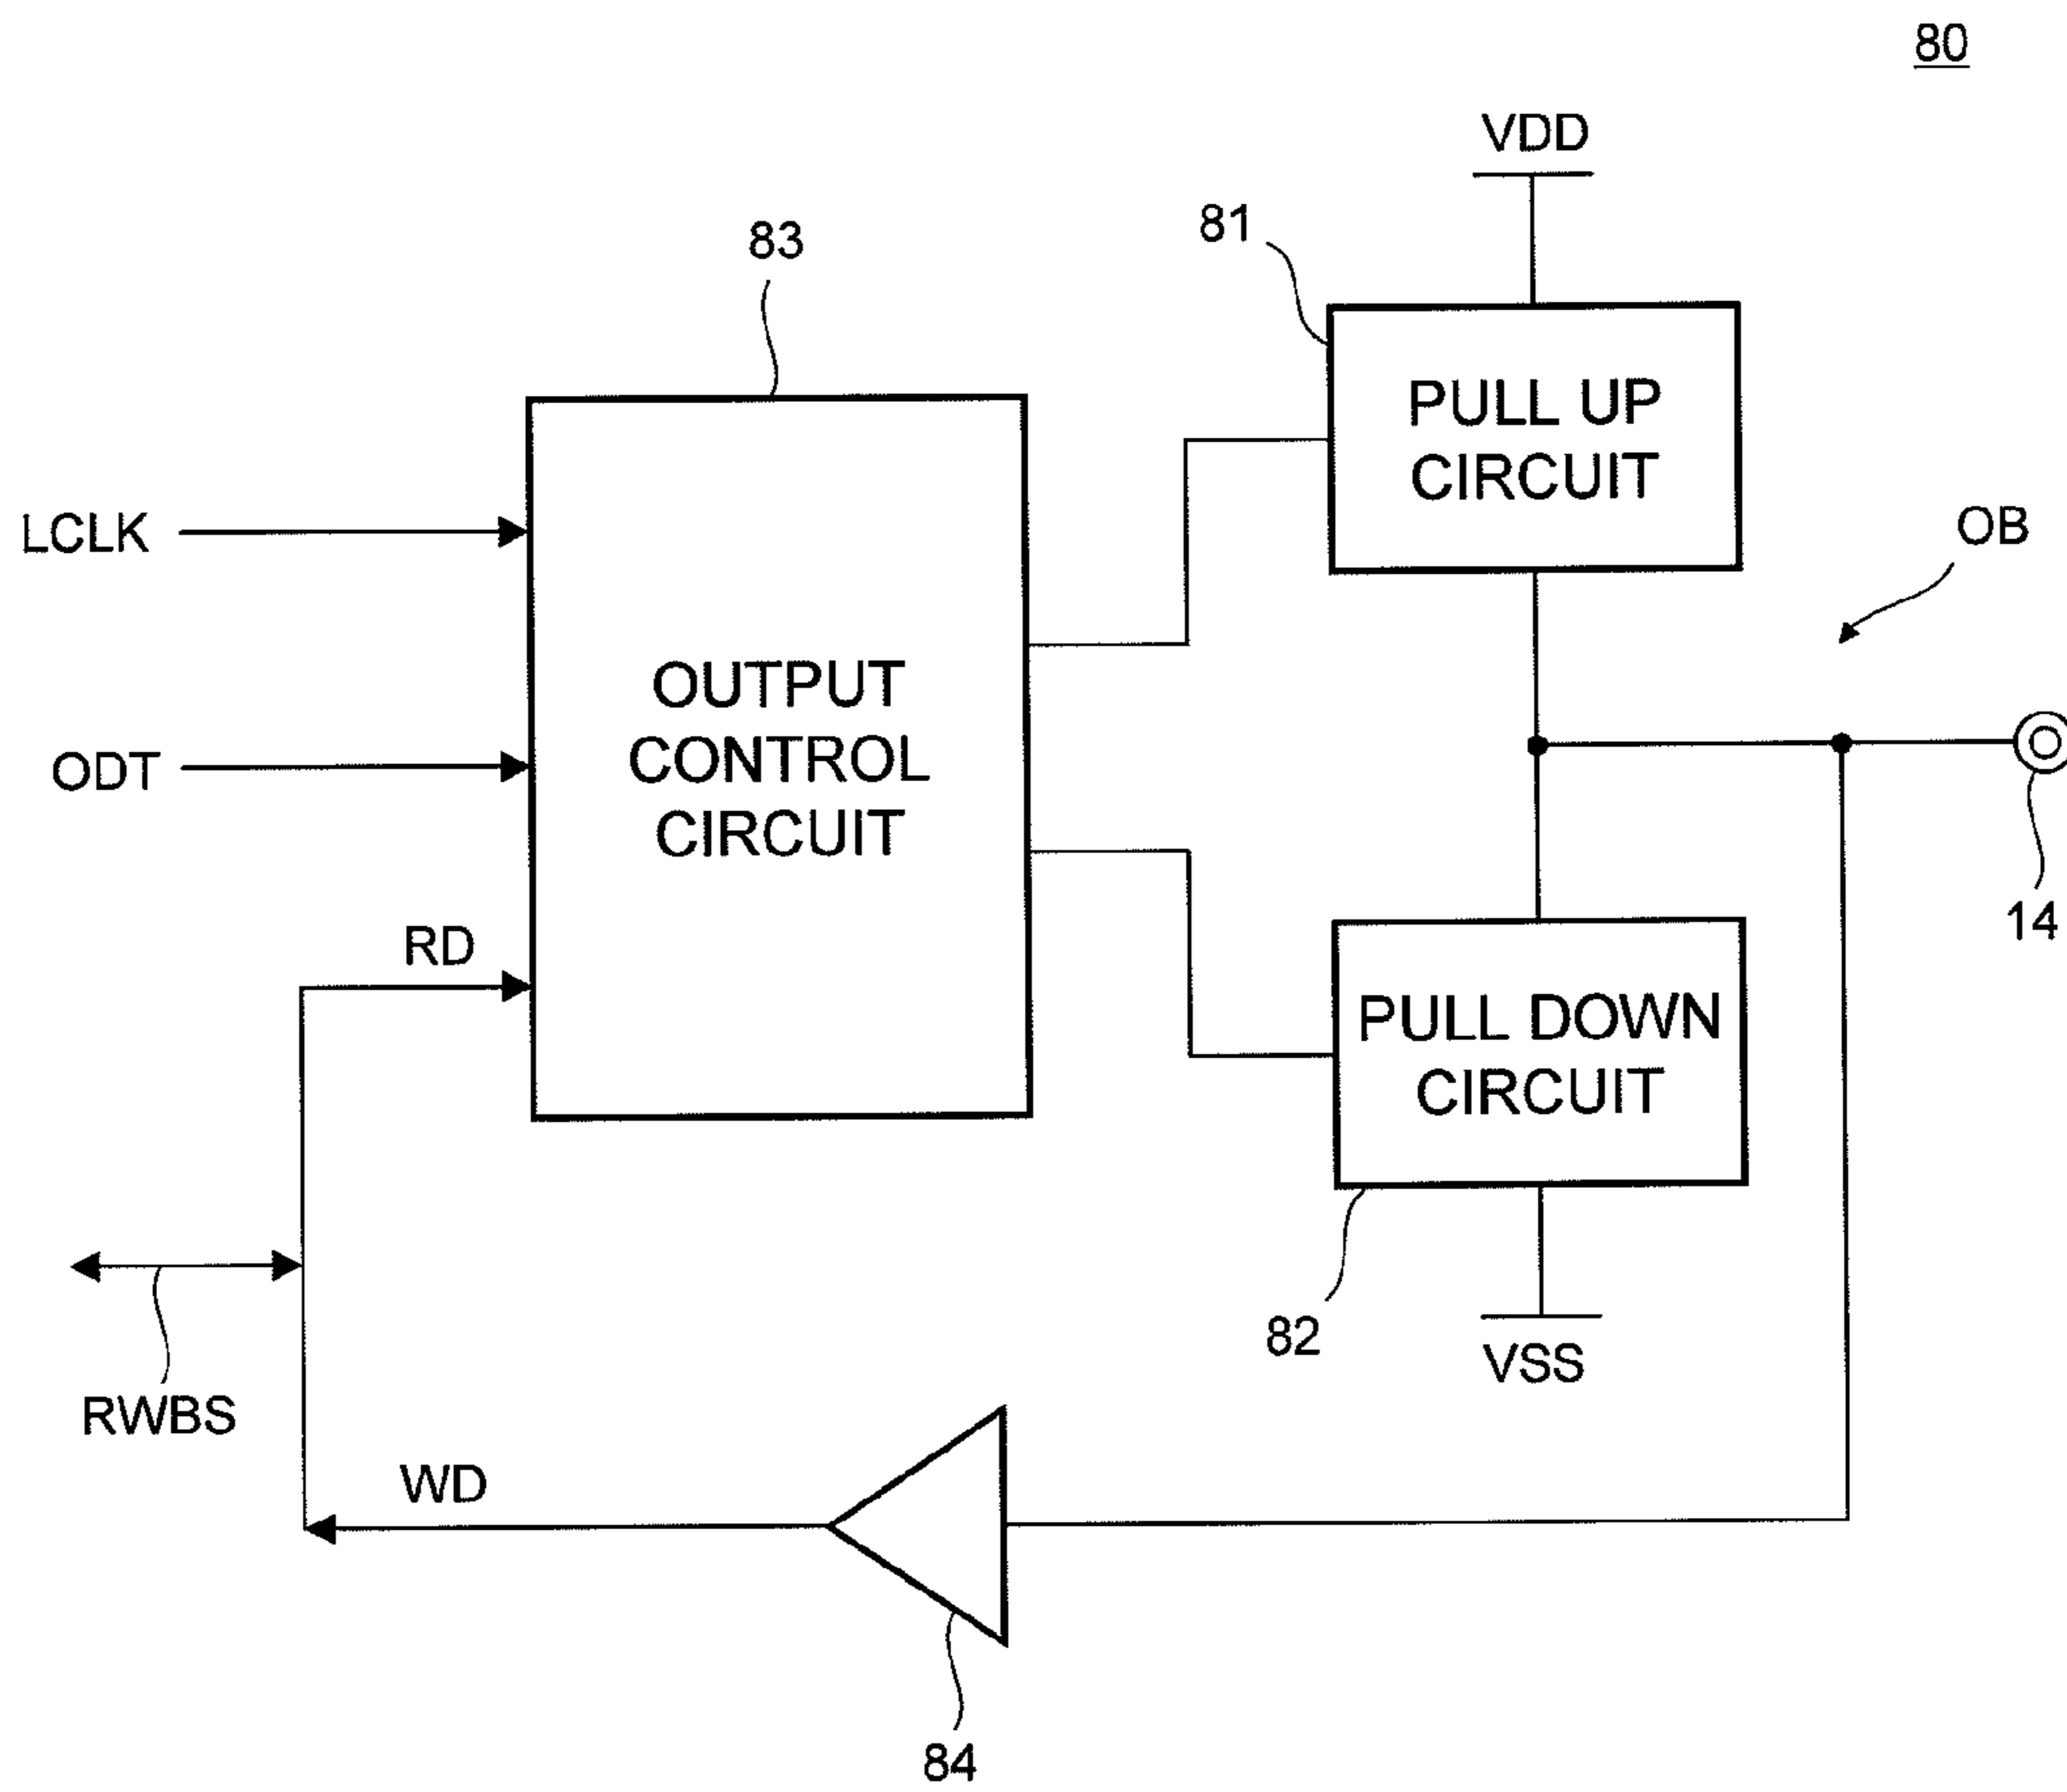 80
VDD
81
83
PULL UP
CIRCUIT
OB
LCLK
OUTPUT
CONTROL
CIRCUIT
ODT
14
RD
PULL DOWN
CIRCUIT
82
VSS
RWBS
WD
84